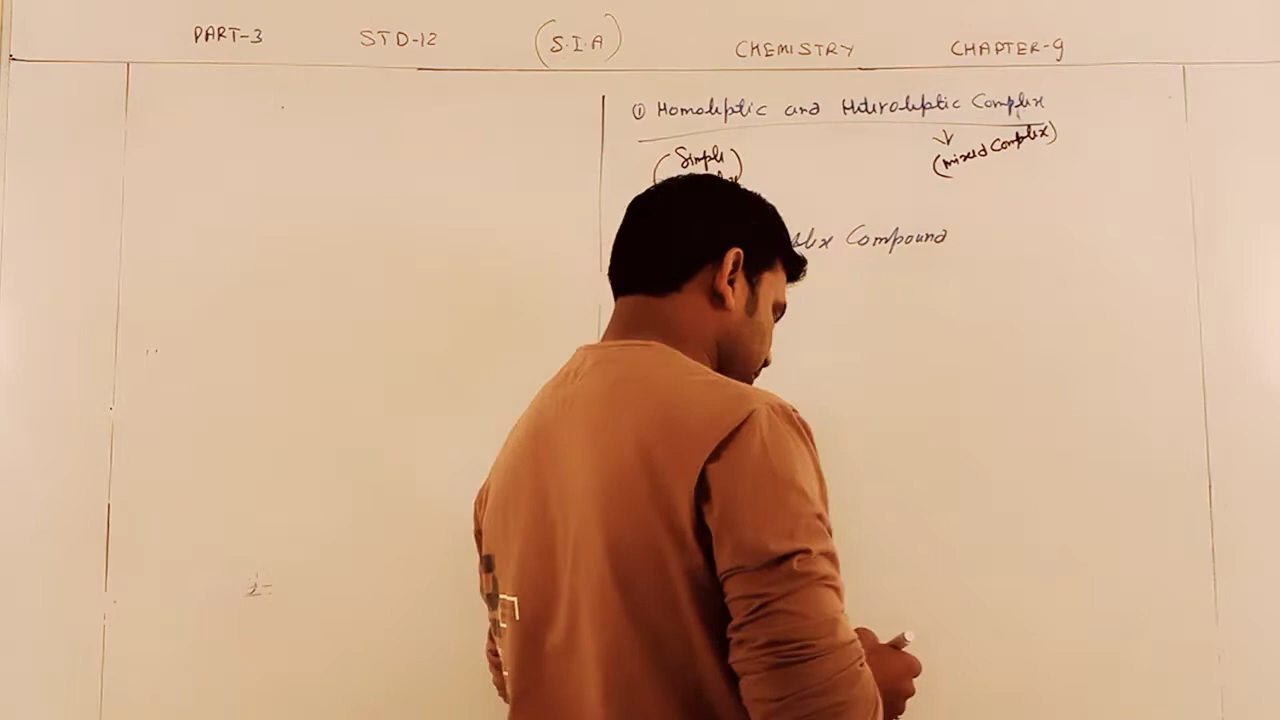 PART-3 STD-12 (S.I.A) CHEMISTRY CHAPTER-9
① Homoleptic and Heteroleptic Complex
(Simple
(mixed Complex)
Compound